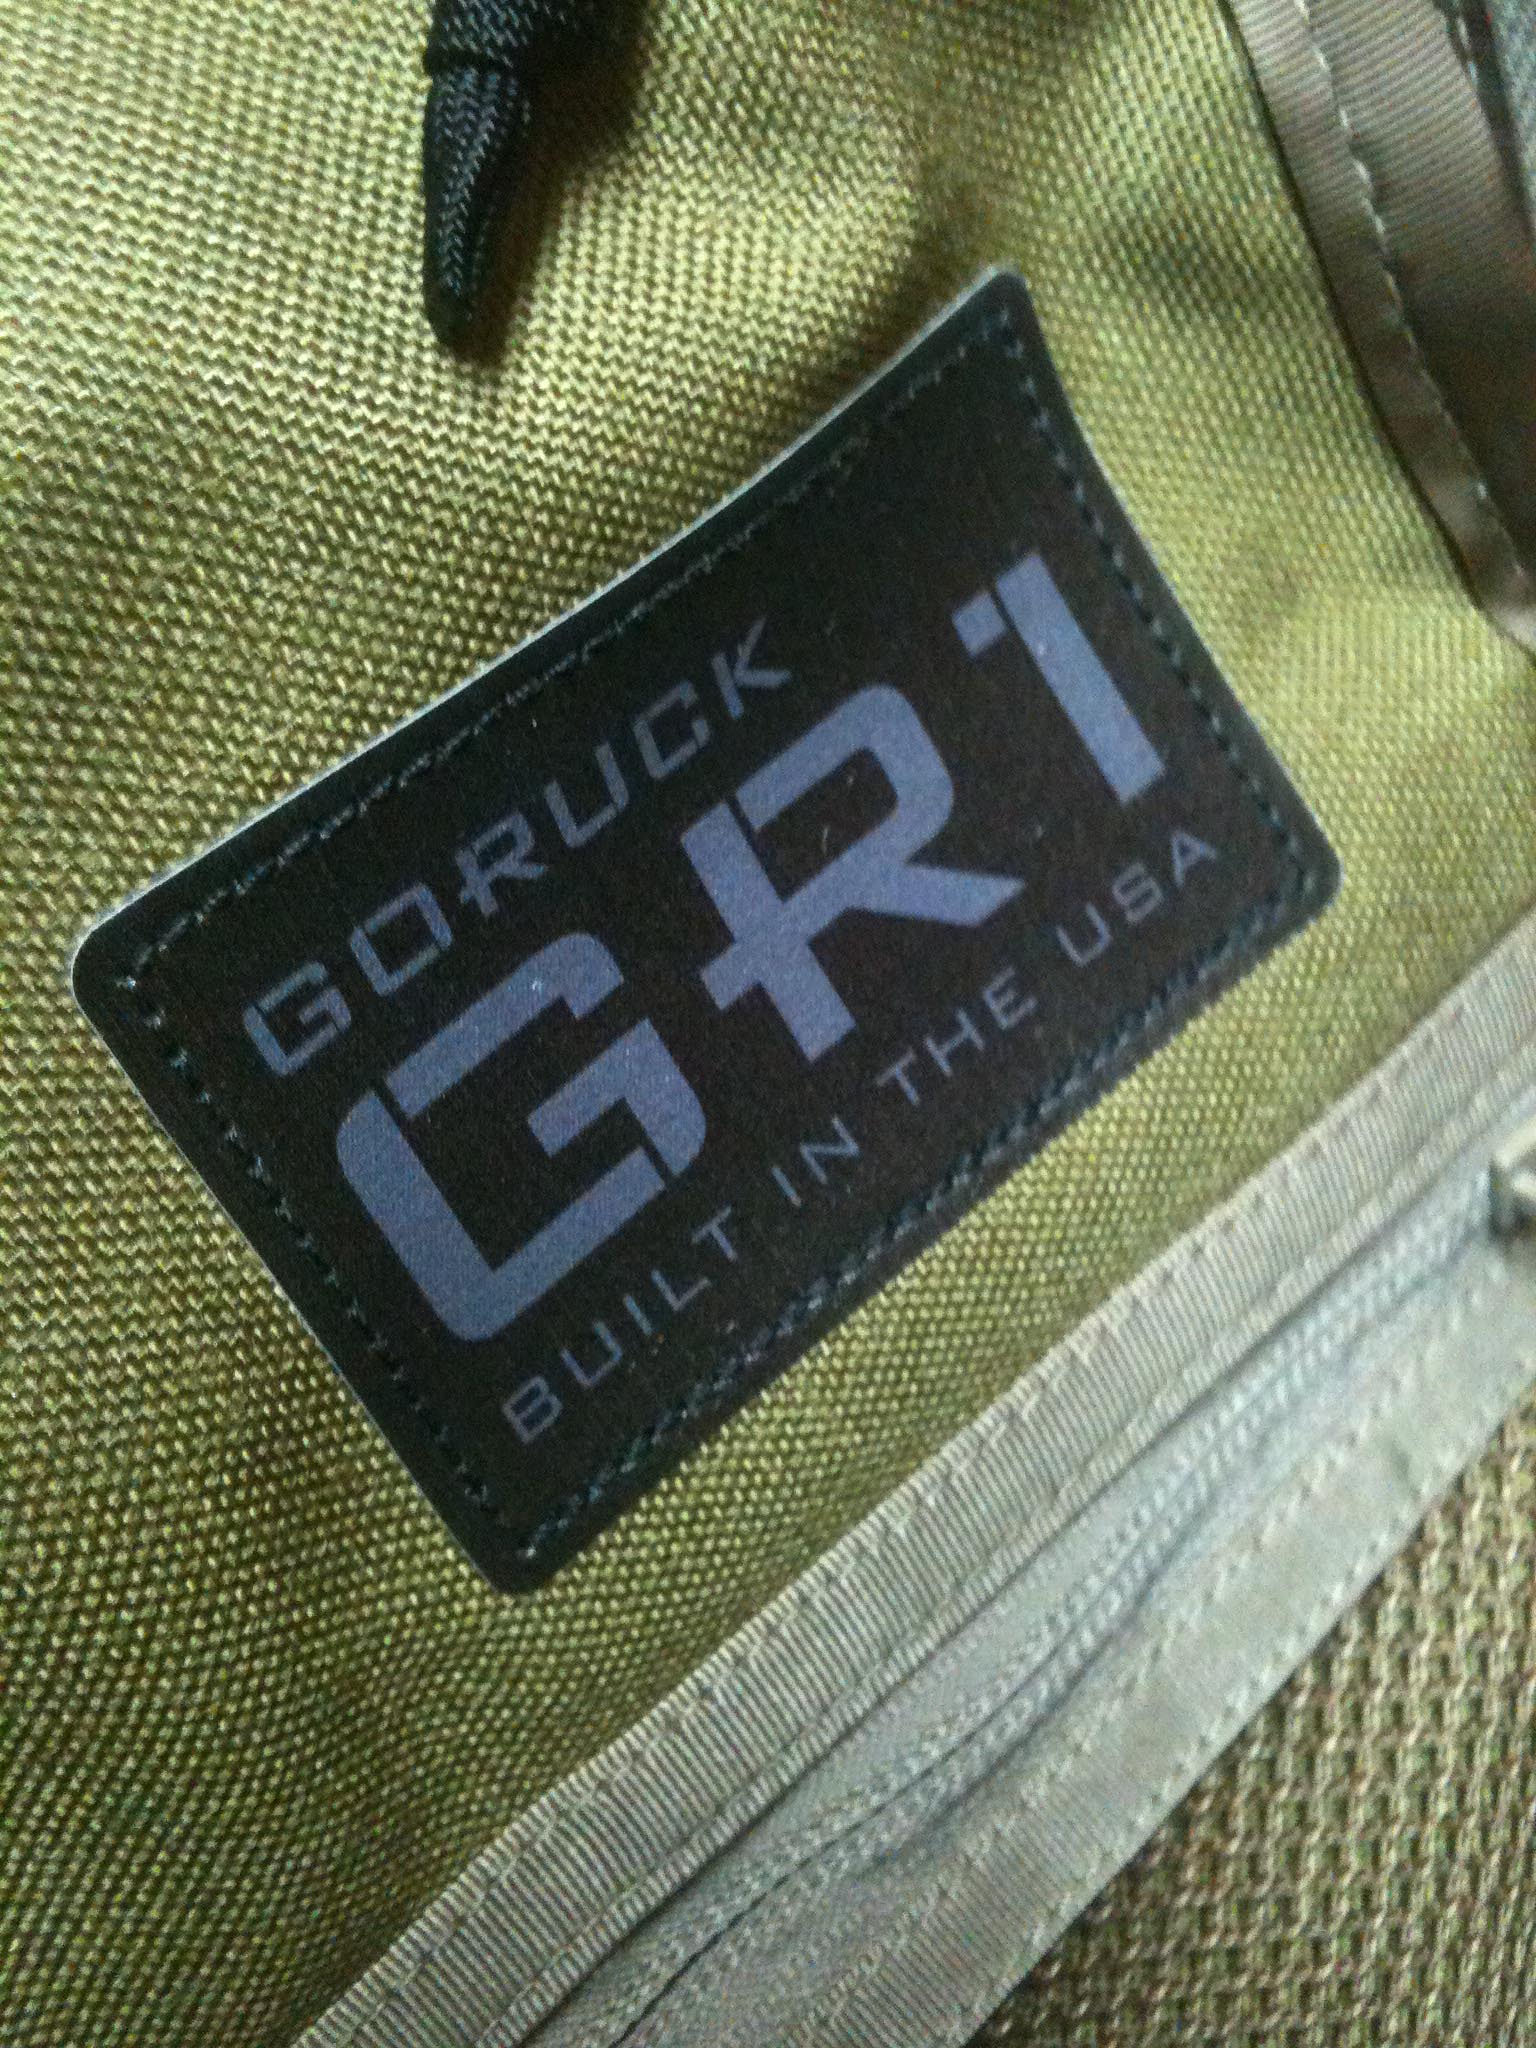 GORUCK
GR1
BUILT IN THE USA